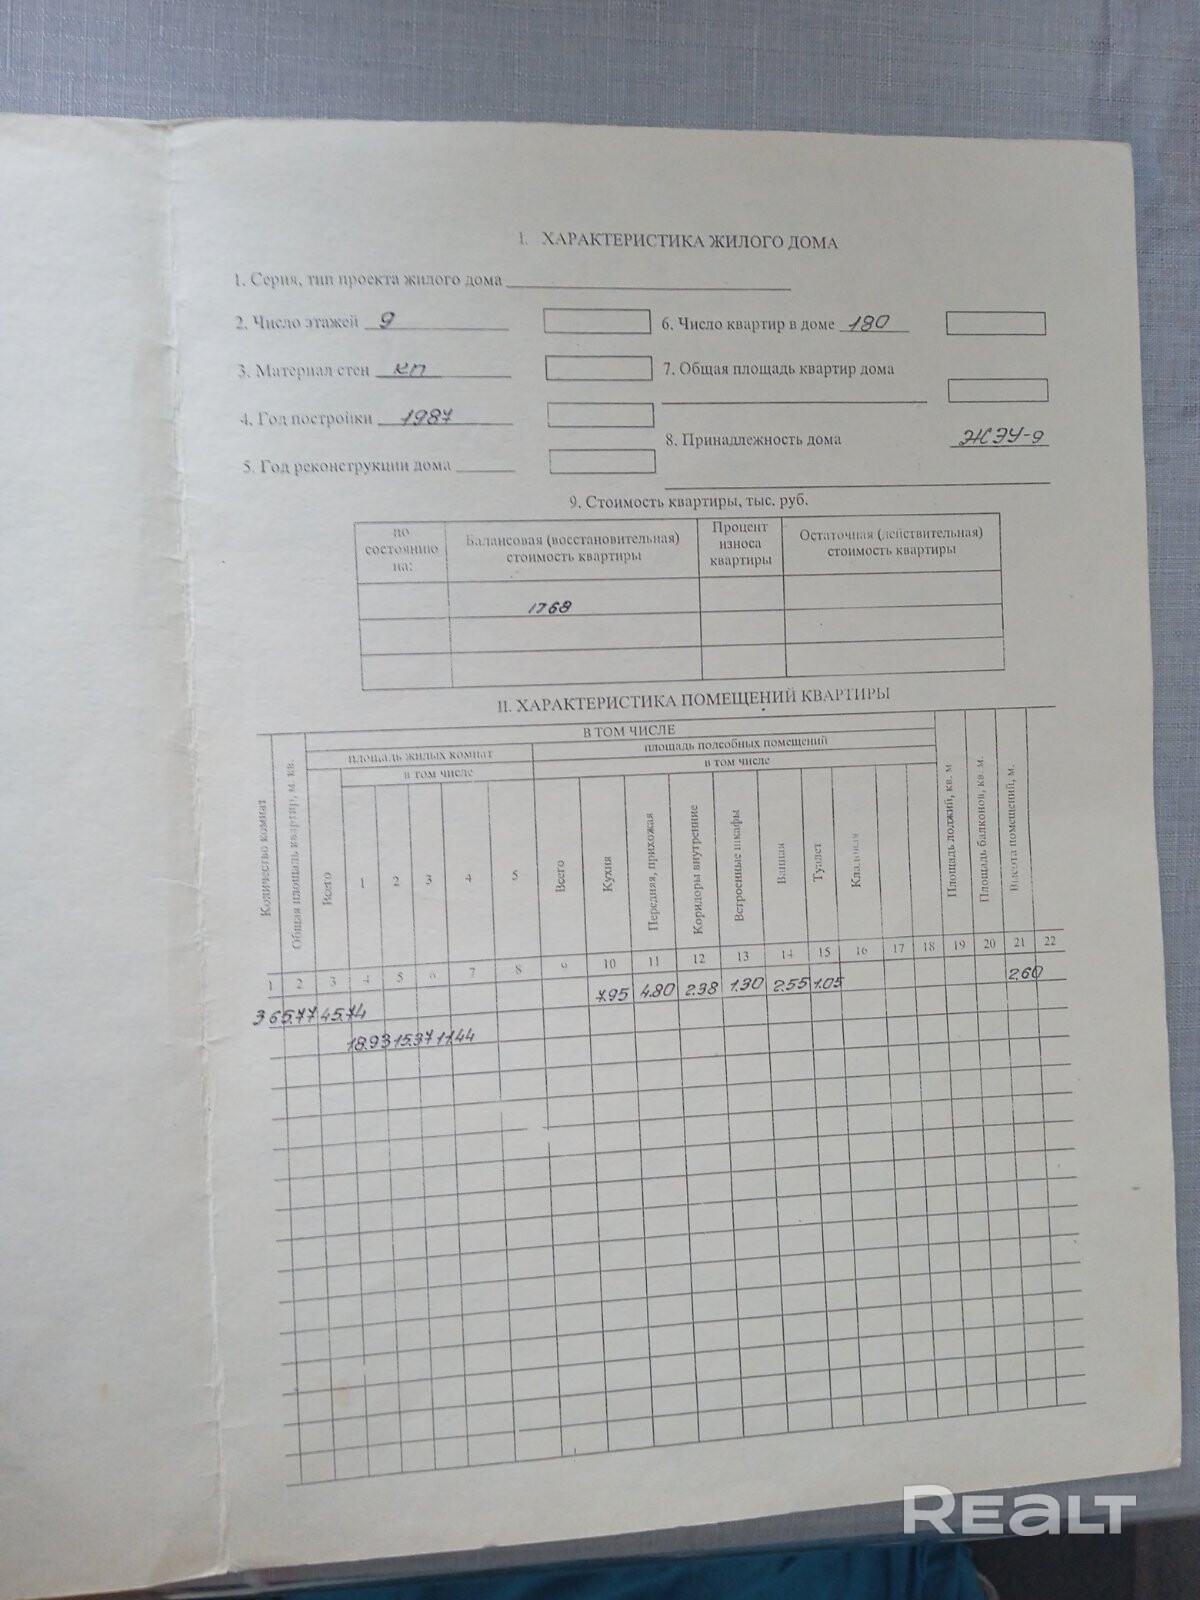 I. ХАРАКТЕРИСТИКА ЖИЛОГО ДОМА
1. Серия, тип проекта жилого дома
2. Число этажей 9
6. Число квартир в доме 180
3. Материал стен кп
7. Общая площадь квартир дома
4. Год постройки 1987
8. Принадлежность дома ЖЭУ-9
5. Год реконструкции дома
9. Стоимость квартиры, тыс. руб.
по состоянию на:
Балансовая (восстановительная) стоимость квартиры
Процент износа квартиры
Остаточная (действительная) стоимость квартиры
1768
II. ХАРАКТЕРИСТИКА ПОМЕЩЕНИЙ КВАРТИРЫ
В ТОМ ЧИСЛЕ
площадь жилых комнат
площадь подсобных помещений
в том числе
в том числе
Количество комнат
Общая площадь квартир, м. кв.
Всего
1 2 3 4 5
Всего
Кухня
Передняя, прихожая
Коридоры внутренние
Встроенные шкафы
Ванная
Туалет
Кладовая
Площадь лоджий, кв. м
Площадь балконов, кв. м.
Высота помещений, м.
1 2 3 4 5 6 7 8 9 10 11 12 13 14 15 16 17 18 19 20 21 22
7.95 4.80 2.38 1.30 2.55 1.05 2.60
3 65.77 45.74
18.93 15.37 11.44
REALT